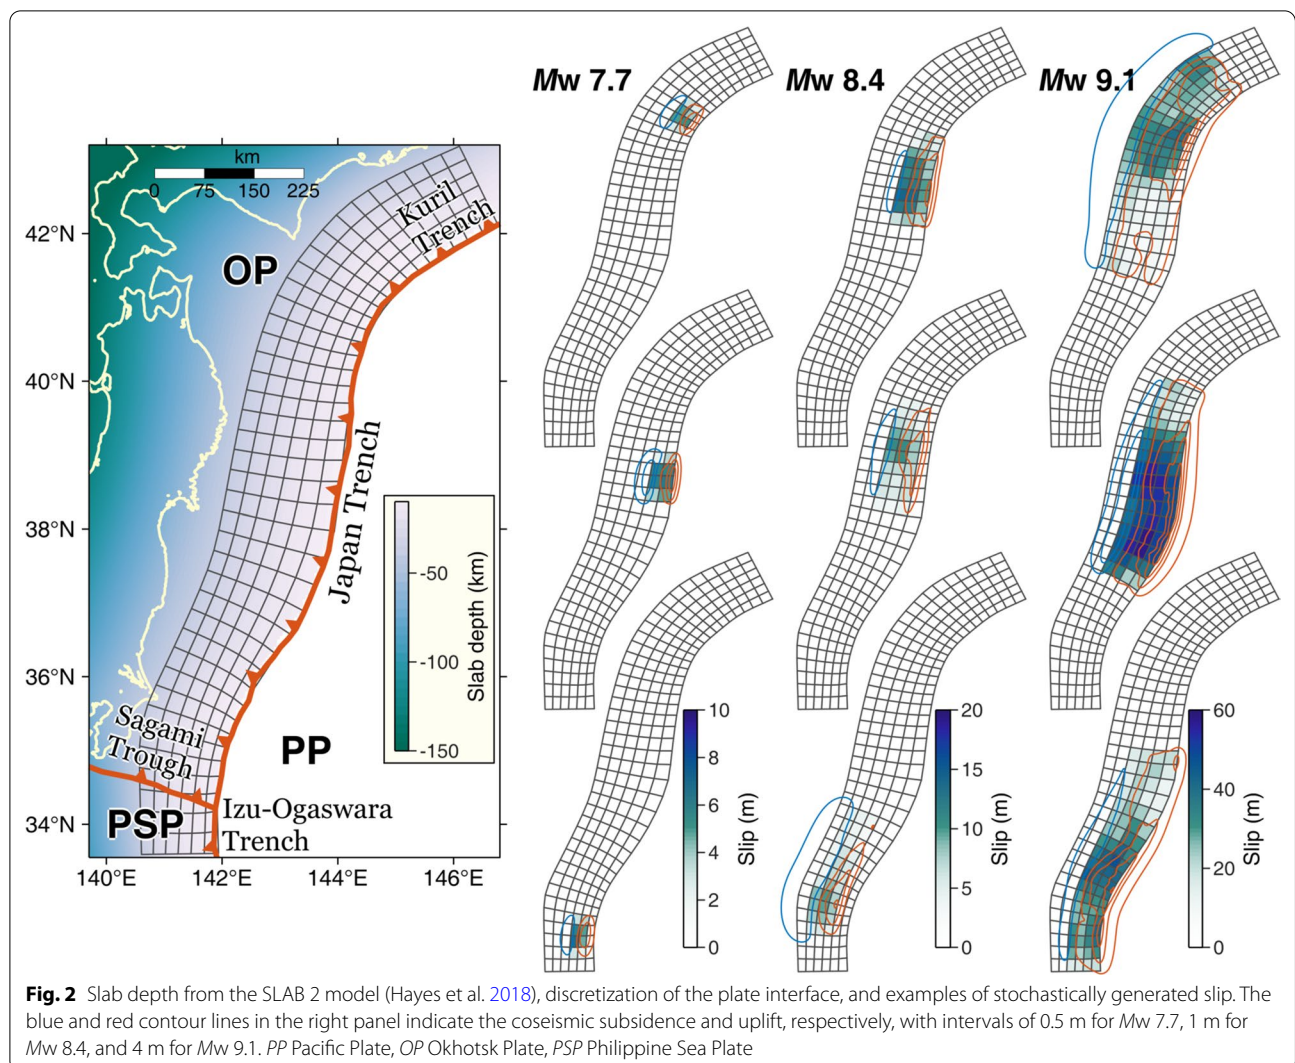 Mw 7.7
Mw 8.4
Mw 9.1
km
0 75 150 225
42°N
40°N
38°N
36°N
34°N
140°E
142°E
144°E
146°E
Kuril
Trench
OP
Japan Trench
-50
-100
-150
Slab depth (km)
Sagami
Trough
PP
PSP
Izu-Ogaswara
Trench
10
8
6
4
2
0
Slip (m)
20
15
10
5
0
Slip (m)
60
40
20
0
Slip (m)
Fig. 2 Slab depth from the SLAB 2 model (Hayes et al. 2018), discretization of the plate interface, and examples of stochastically generated slip. The
blue and red contour lines in the right panel indicate the coseismic subsidence and uplift, respectively, with intervals of 0.5 m for Mw 7.7, 1 m for
Mw 8.4, and 4 m for Mw 9.1. PP Pacific Plate, OP Okhotsk Plate, PSP Philippine Sea Plate